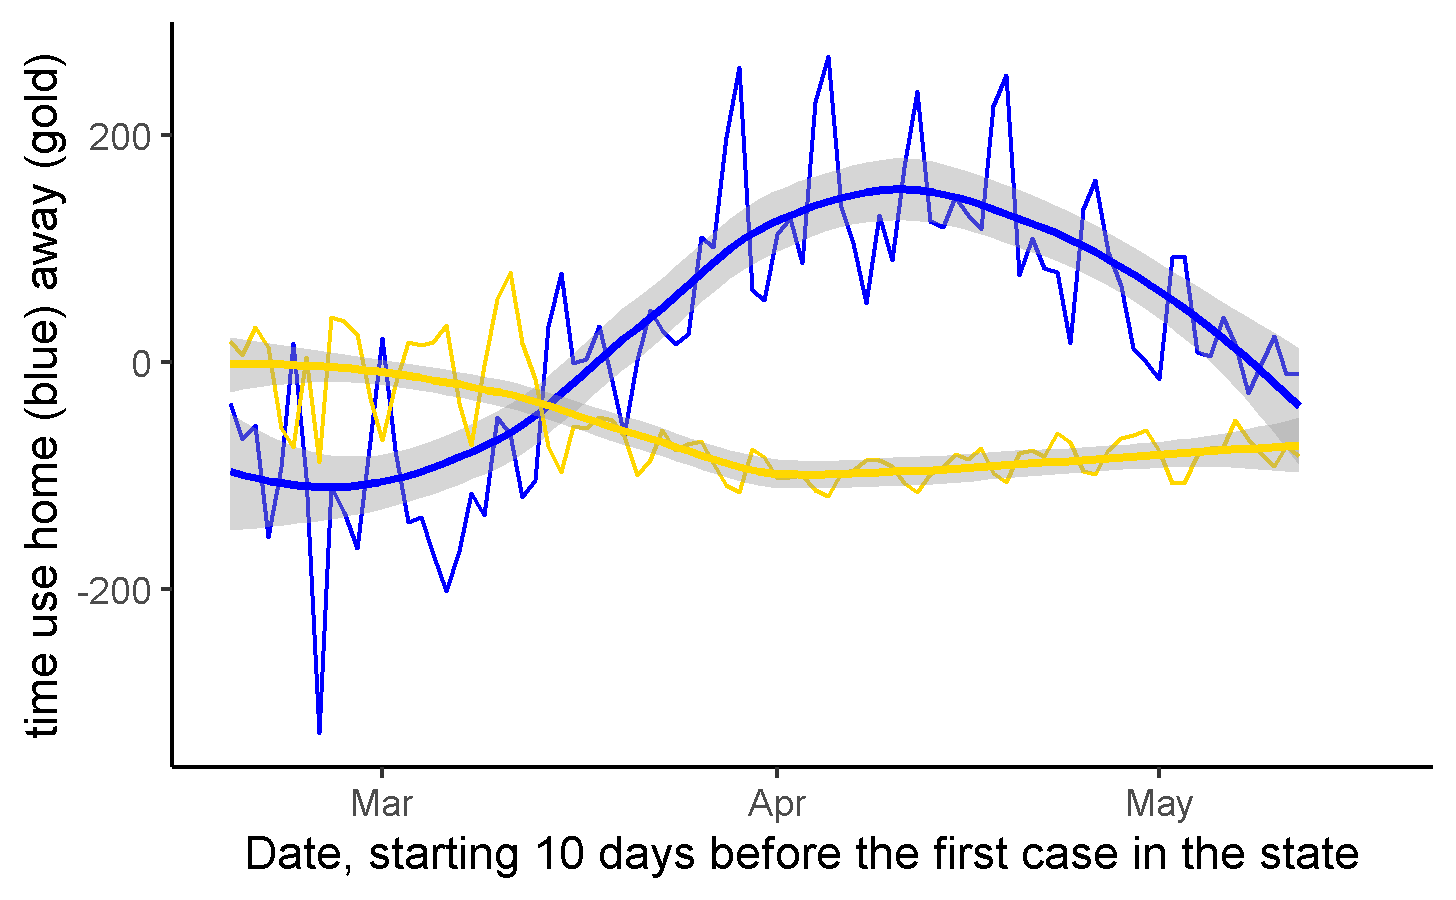 time use home (blue) away (gold)
200
0
-200
Mar
Apr
May
Date, starting 10 days before the first case in the state